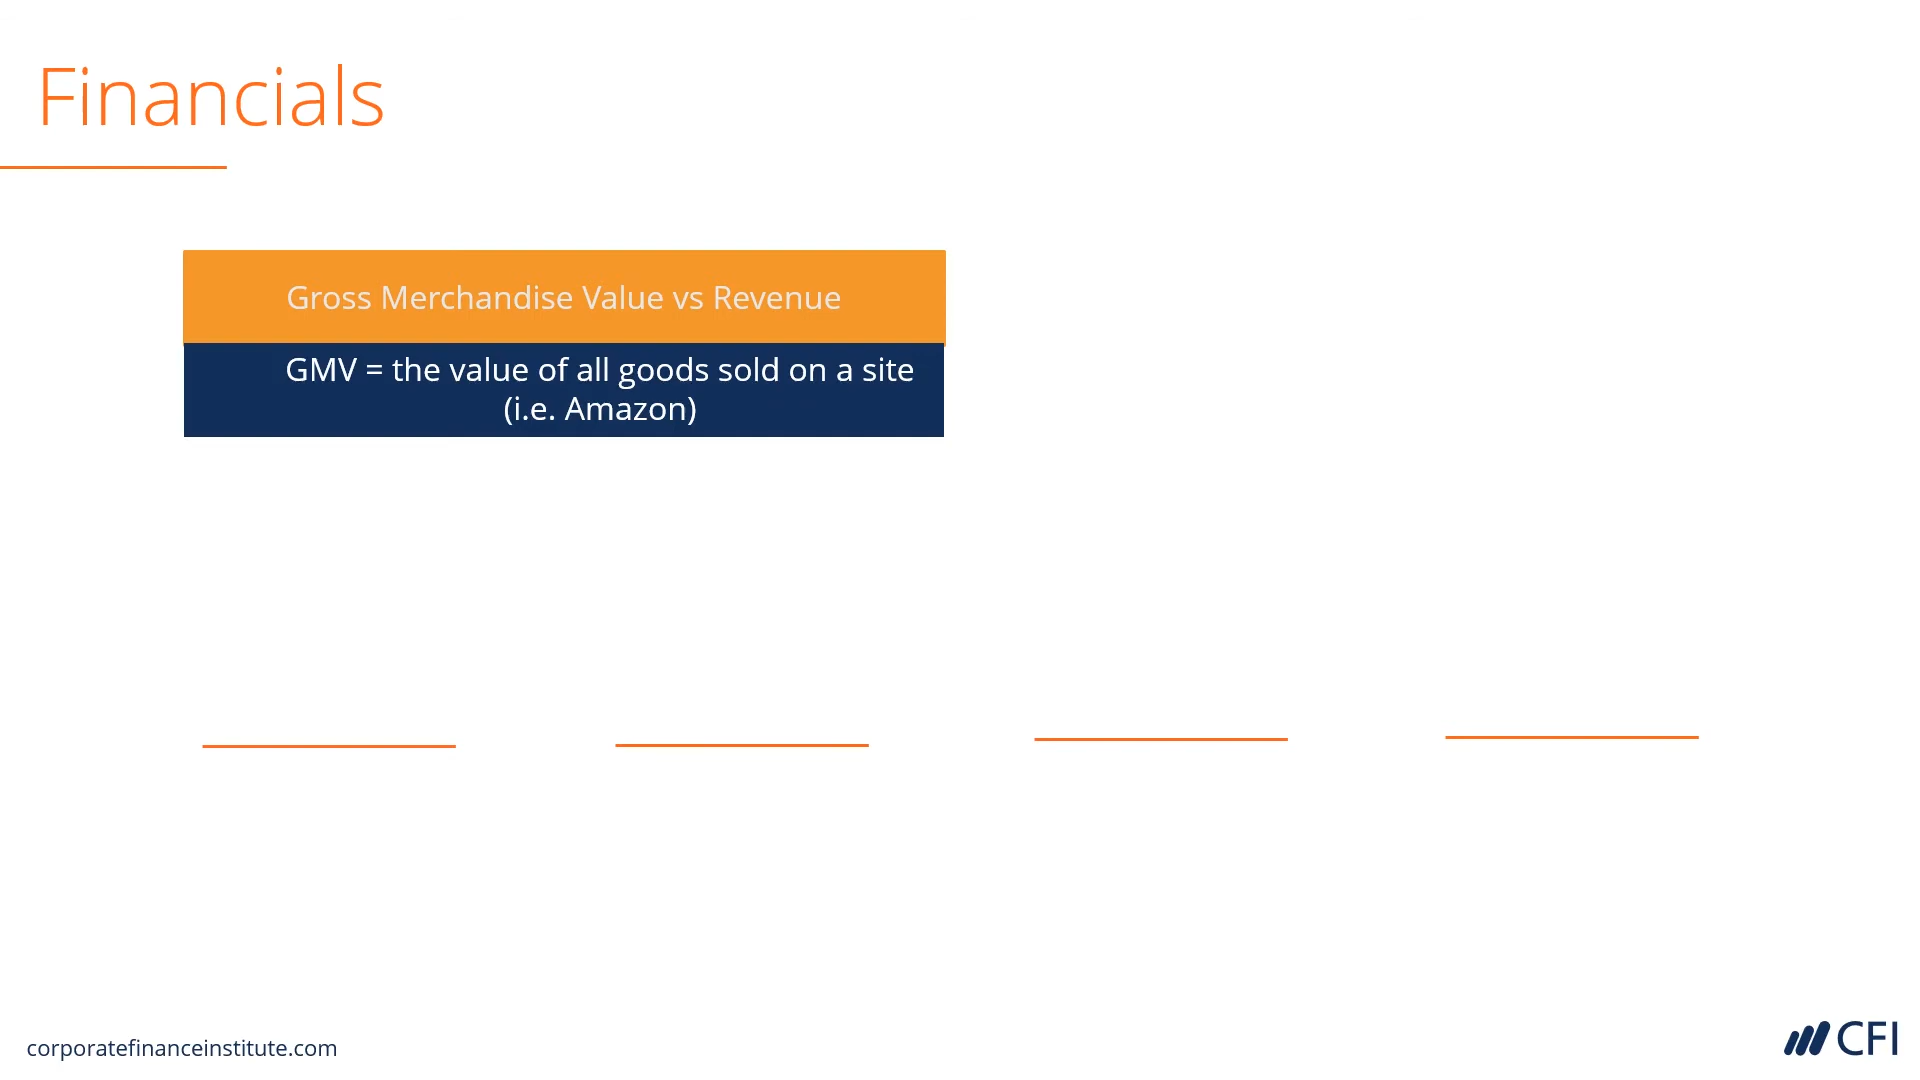 Financials
Gross Merchandise Value vs Revenue
GMV = the value of all goods sold on a site
(i.e. Amazon)
corporatefinanceinstitute.com
CFI